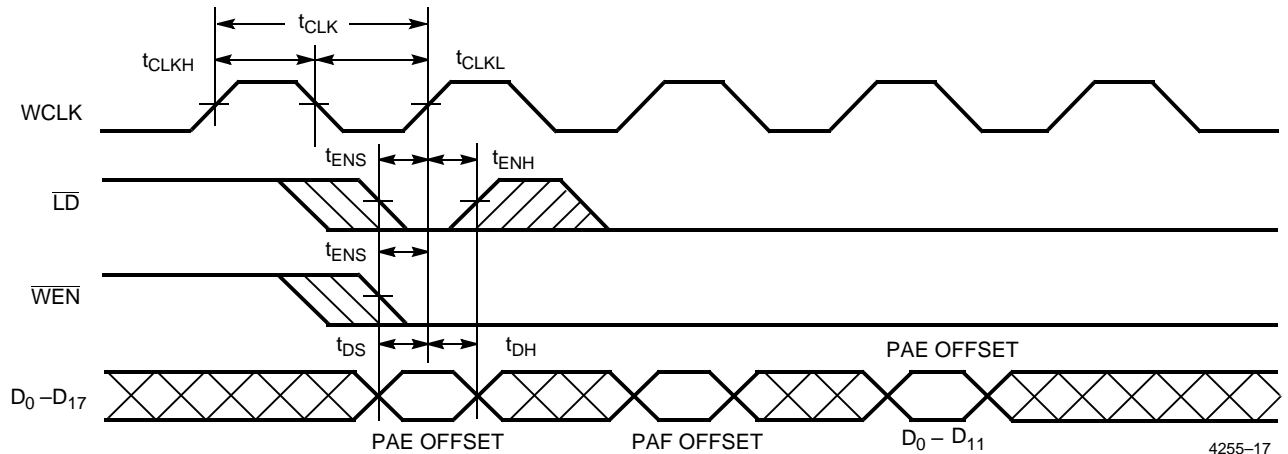 tCLK
tCLKH
tCLKL
WCLK
tENS
tENH
LD
tENS
WEN
tDS
tDH
PAE OFFSET
D0 –D17
PAE OFFSET
PAF OFFSET
D0 – D11
4255–17